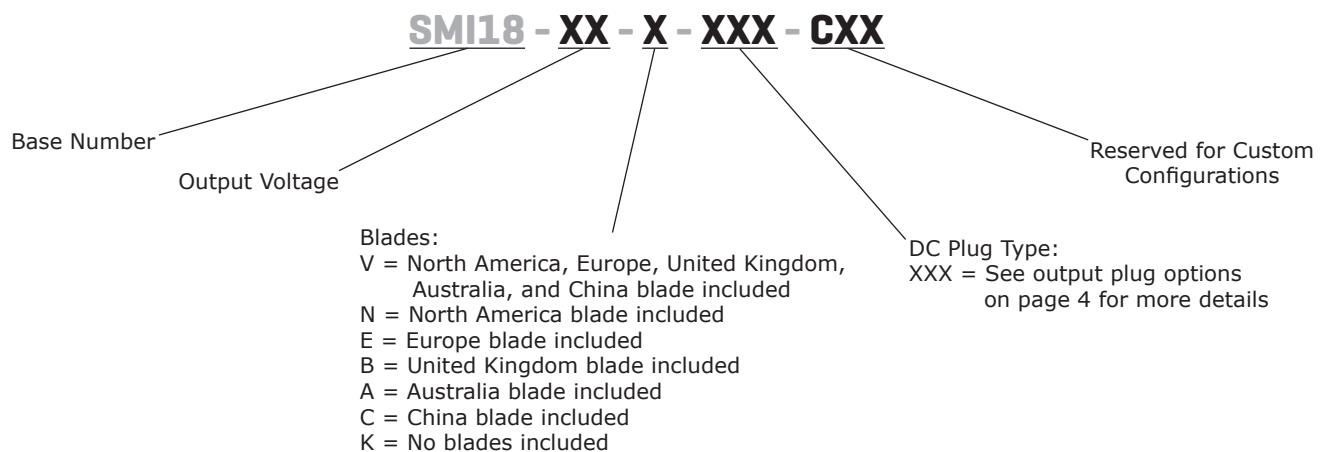 SMI18 - XX - X - XXX - CXX
Base Number
Output Voltage
Blades:
V = North America, Europe, United Kingdom,
Australia, and China blade included
N = North America blade included
E = Europe blade included
B = United Kingdom blade included
A = Australia blade included
C = China blade included
K = No blades included
DC Plug Type:
XXX = See output plug options
on page 4 for more details
Reserved for Custom
Configurations